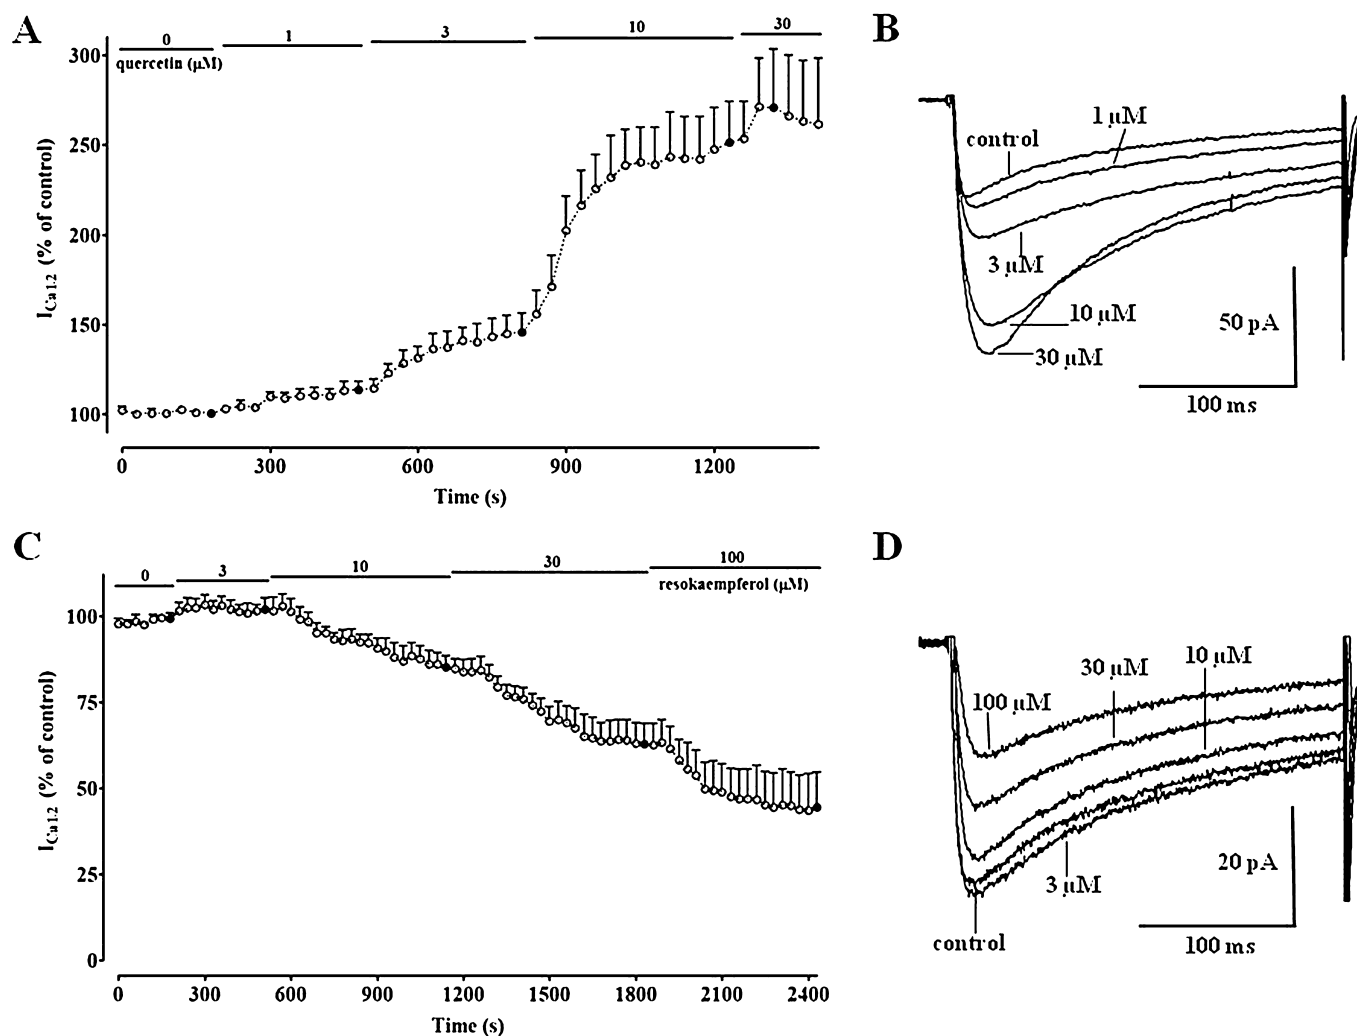 A
0 1 3 10 30
quercetin (µM)
300
250
200
150
100
I Ca1.2 (% of control)
0 300 600 900 1200
Time (s)
B
control
1 µM
3 µM
10 µM
30 µM
50 pA
100 ms
C
0 3 10 30 100
resokaempferol (µM)
100
75
50
25
0
I Ca1.2 (% of control)
0 300 600 900 1200 1500 1800 2100 2400
Time (s)
D
100 µM
30 µM
10 µM
3 µM
control
20 pA
100 ms